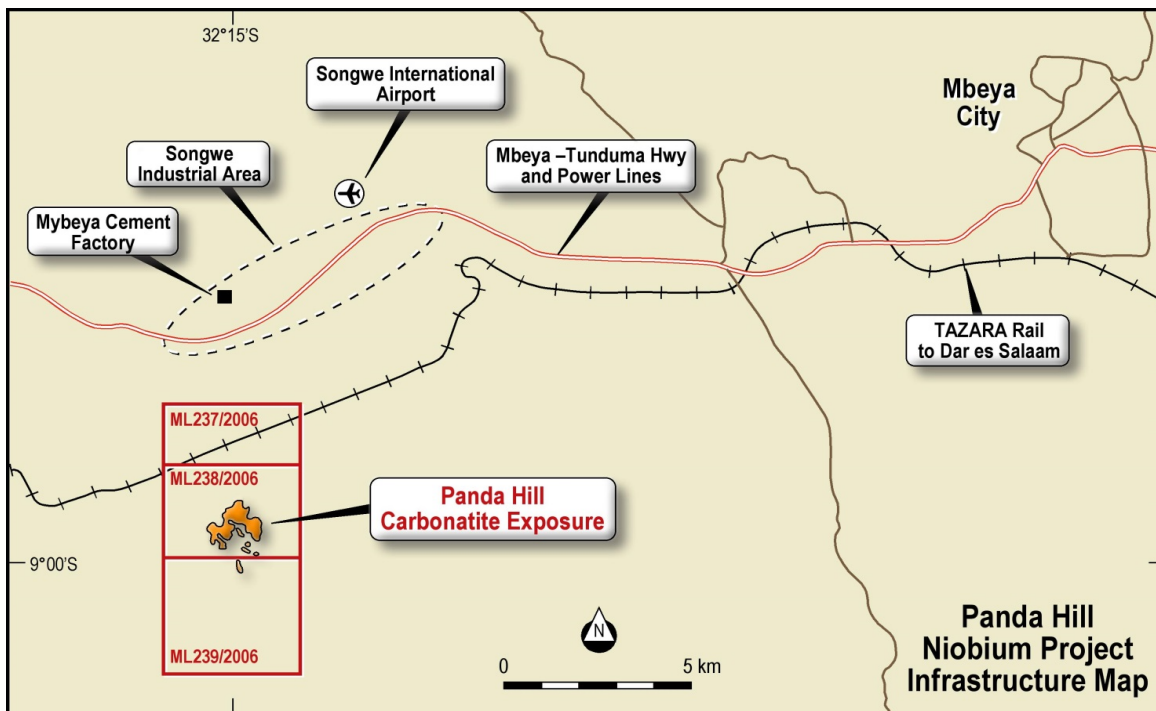 32°15'S
Songwe International
Airport
Mbeya
City
Songwe
Industrial Area
Mbeya –Tunduma Hwy
and Power Lines
Mybeya Cement
Factory
TAZARA Rail
to Dar es Salaam
ML237/2006
ML238/2006
Panda Hill
Carbonatite Exposure
9°00'S
ML239/2006
N
0
5 km
Panda Hill
Niobium Project
Infrastructure Map